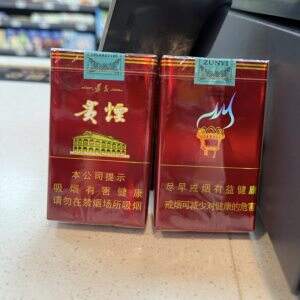 贵烟
本公司提示
吸烟有害健康
请勿在禁烟场所吸烟
ZUNYI
尽早戒烟有益健康
戒烟可减少对健康的危害